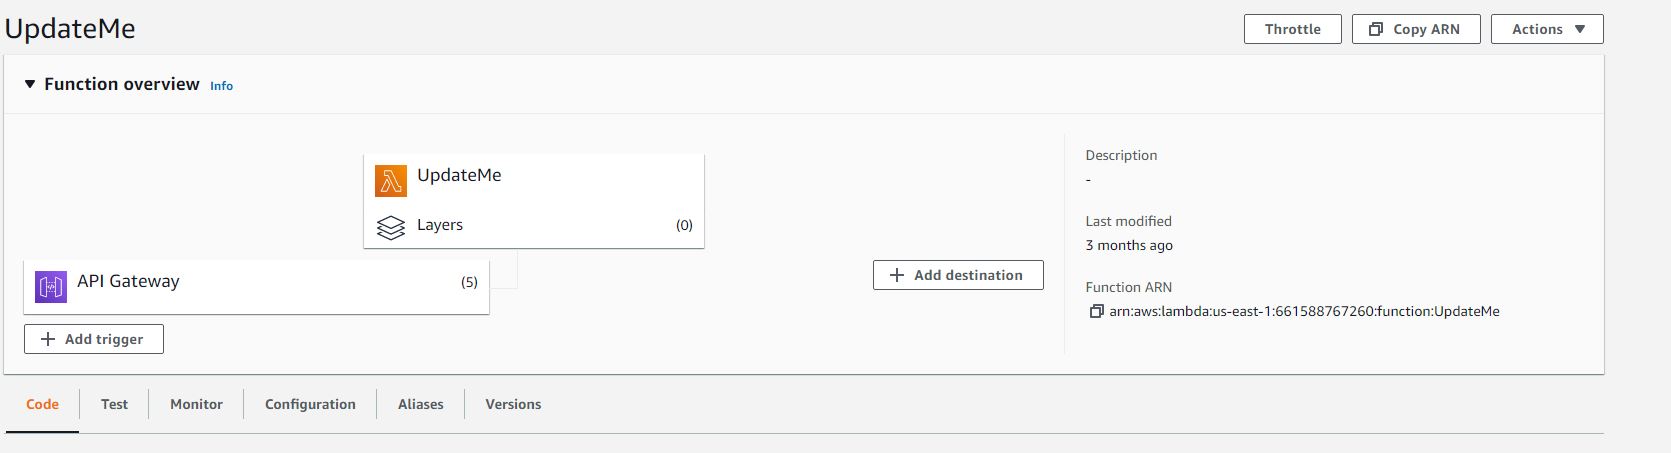 UpdateMe
Throttle
Copy ARN
Actions
Function overview Info
UpdateMe
Layers (0)
API Gateway (5)
Add trigger
Add destination
Description
-
Last modified
3 months ago
Function ARN
arn:aws:lambda:us-east-1:661588767260:function:UpdateMe
Code Test Monitor Configuration Aliases Versions